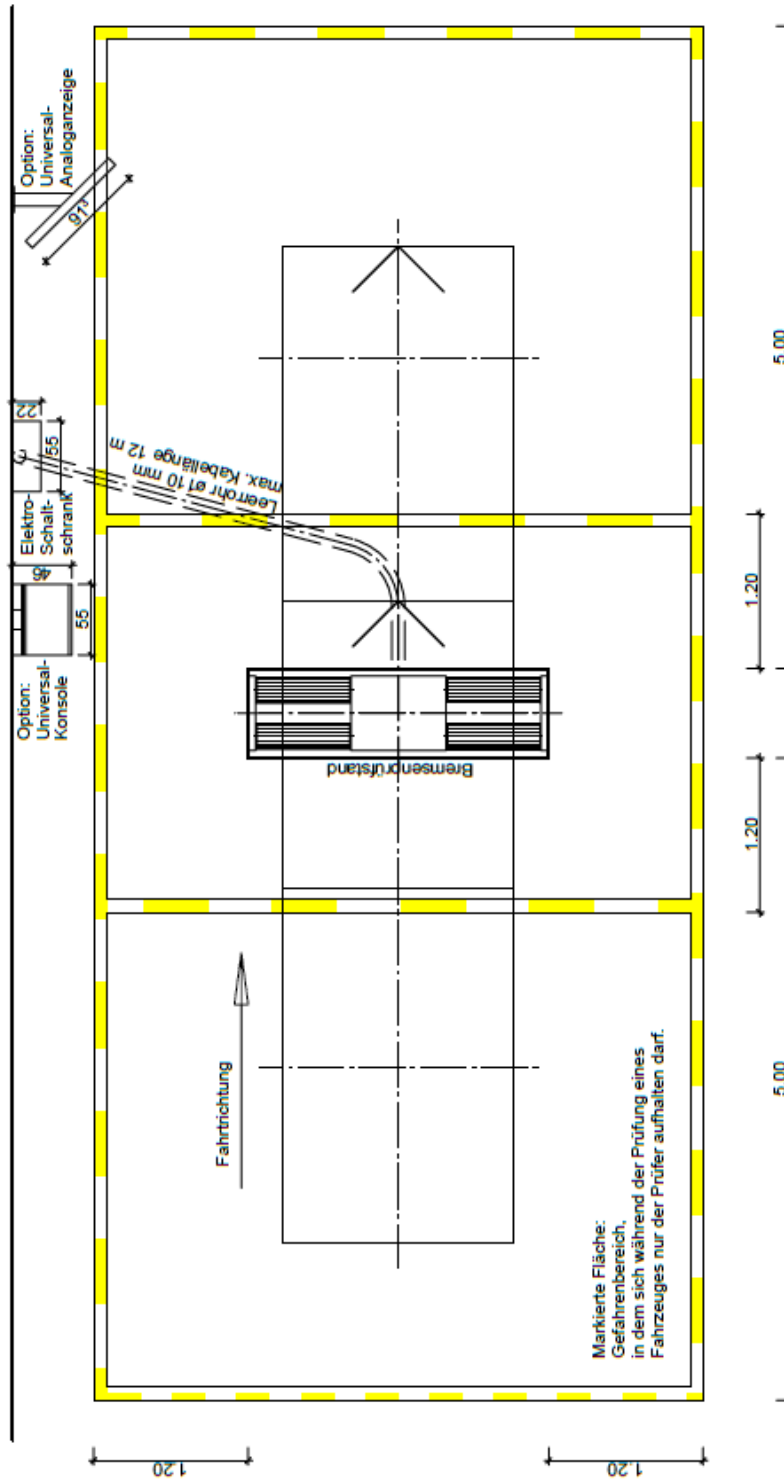 Option:
Universal-
Konsole
55
Elektro-
Schalt-
schrank
22
55
Option:
Universal-
Analoganzeige
91³
Leerrohr ø110 mm
max. Kabellänge 12 m
Fahrtrichtung
Bremsenprüfstand
Markierte Fläche:
Gefahrenbereich,
in dem sich während der Prüfung eines
Fahrzeuges nur der Prüfer aufhalten darf.
1.20
1.20
5.00
1.20
1.20
5.00